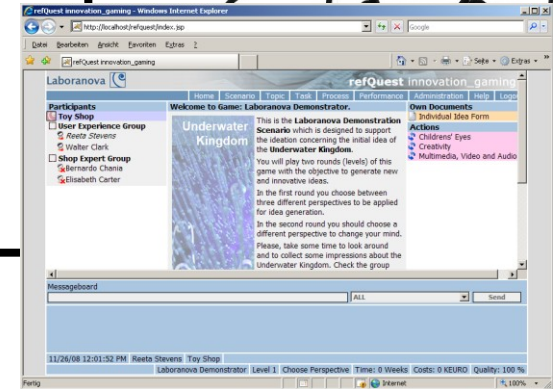 refQuest innovation_gaming - Windows Internet Explorer
http://localhost/refquest/index.jsp
Google
Datei Bearbeiten Ansicht Favoriten Extras ?
refQuest innovation_gaming
Seite Extras
Laboranova
refQuest innovation_gaming
Home Scenario Topic Task Process Performance Administration Help Logo
Participants
Toy Shop
User Experience Group
Reeta Stevens
Walter Clark
Shop Expert Group
Bernardo Chania
Elisabeth Carter
Welcome to Game: Laboranova Demonstrator.
Underwater
Kingdom
This is the Laboranova Demonstration
Scenario which is designed to support
the ideation concerning the initial idea of
the Underwater Kingdom.
You will play two rounds (levels) of this
game with the objective to generate new
and innovative ideas.
In the first round you choose between
three different perspectives to be applied
for idea generation.
In the second round you should choose a
different perspective to change your mind.
Please, take some time to look around
and to collect some impressions about the
Underwater Kingdom. Check the group
Own Documents
Individual Idea Form
Actions
Childrens' Eyes
Creativity
Multimedia, Video and Audio
Messageboard
ALL
Send
11/26/08 12:01:52 PM Reeta Stevens Toy Shop
Laboranova Demonstrator Level 1 Choose Perspective Time: 0 Weeks Costs: 0 KEURO Quality: 100 %
Fertig
Internet
100%